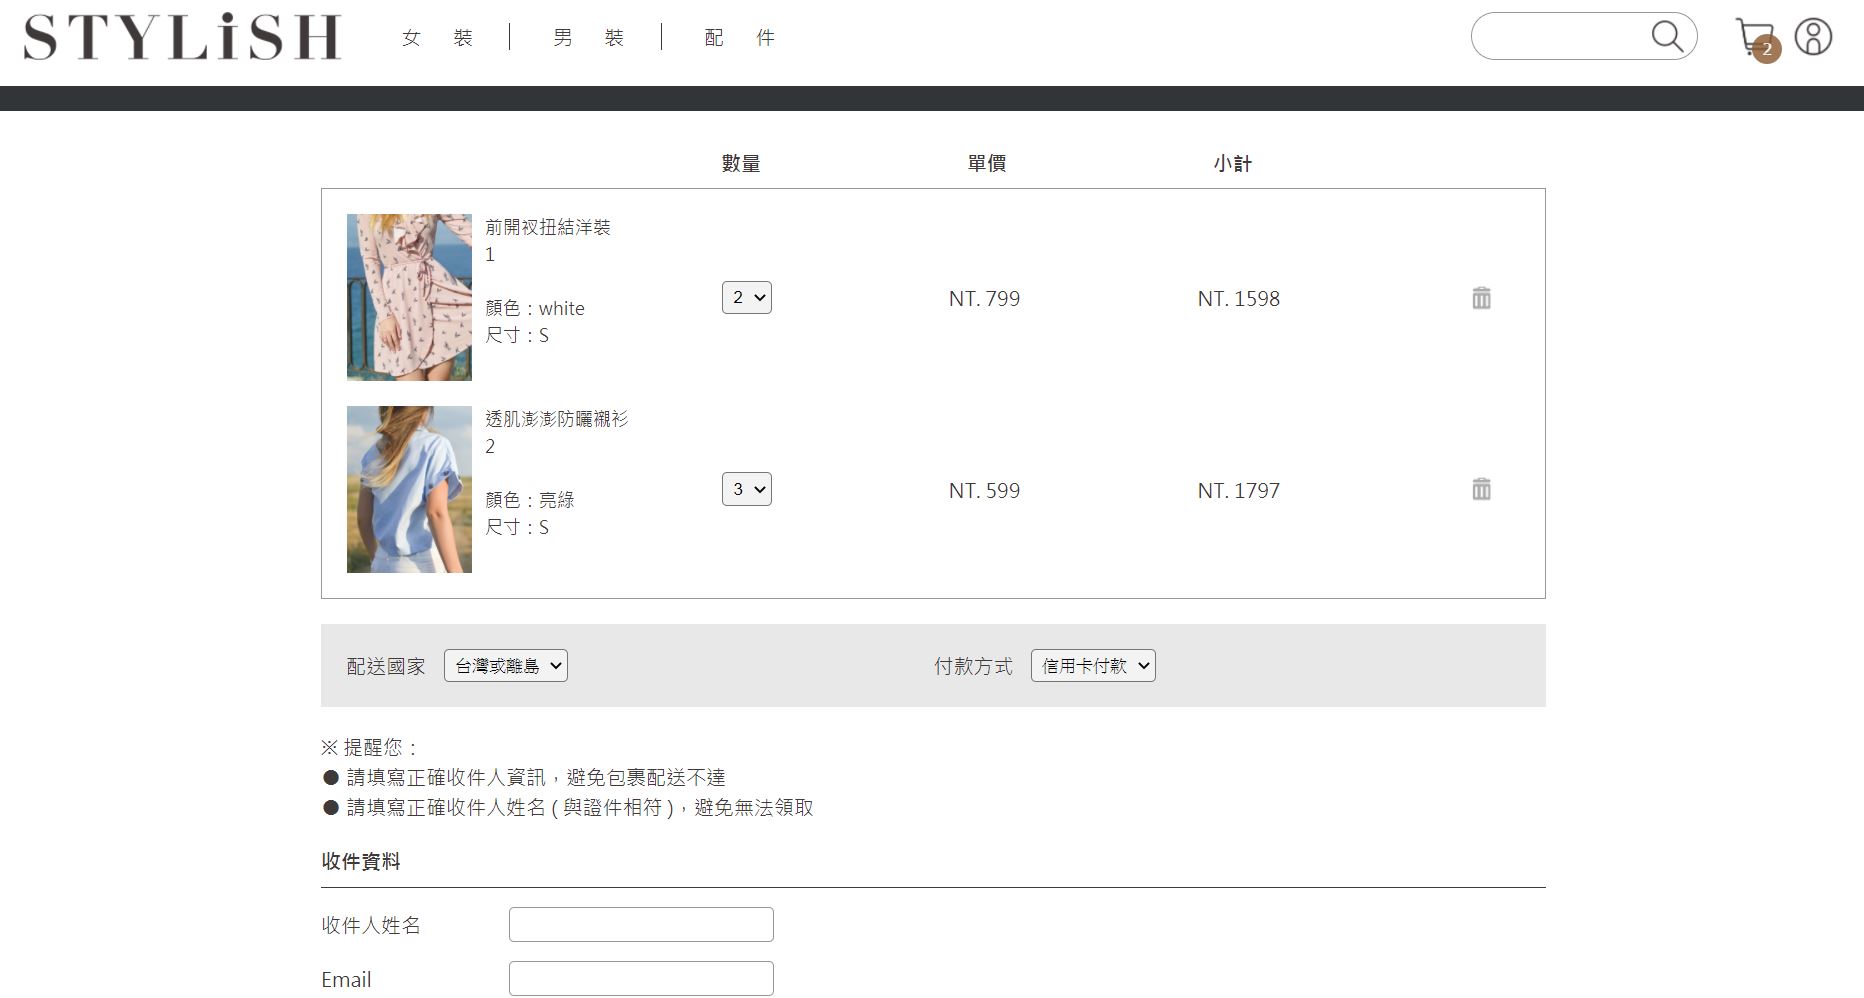 STYLiSH
女裝
男裝
配件
2
數量 單價 小計
前開衩扭結洋裝
1
顏色：white
尺寸：S
2
NT. 799
NT. 1598
透肌澎澎防曬襯衫
2
顏色：亮綠
尺寸：S
3
NT. 599
NT. 1797
配送國家 台灣或離島
付款方式 信用卡付款
※ 提醒您：
● 請填寫正確收件人資訊，避免包裹配送不達
● 請填寫正確收件人姓名 ( 與證件相符 )，避免無法領取
收件資料
收件人姓名
Email